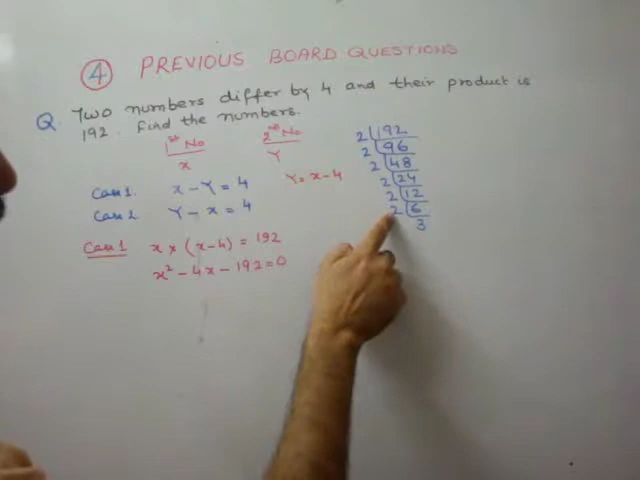 ④ PREVIOUS BOARD QUESTIONS
Q Two numbers differ by 4 and their product is
192. Find the numbers.
1st No 2nd No
x Y
Case 1. x - Y = 4 Y = x - 4
Case 2 Y - x = 4
Case 1 x × (x - 4) = 192
x² - 4x - 192 = 0
2 | 192
2 | 96
2 | 48
2 | 24
2 | 12
2 | 6
3